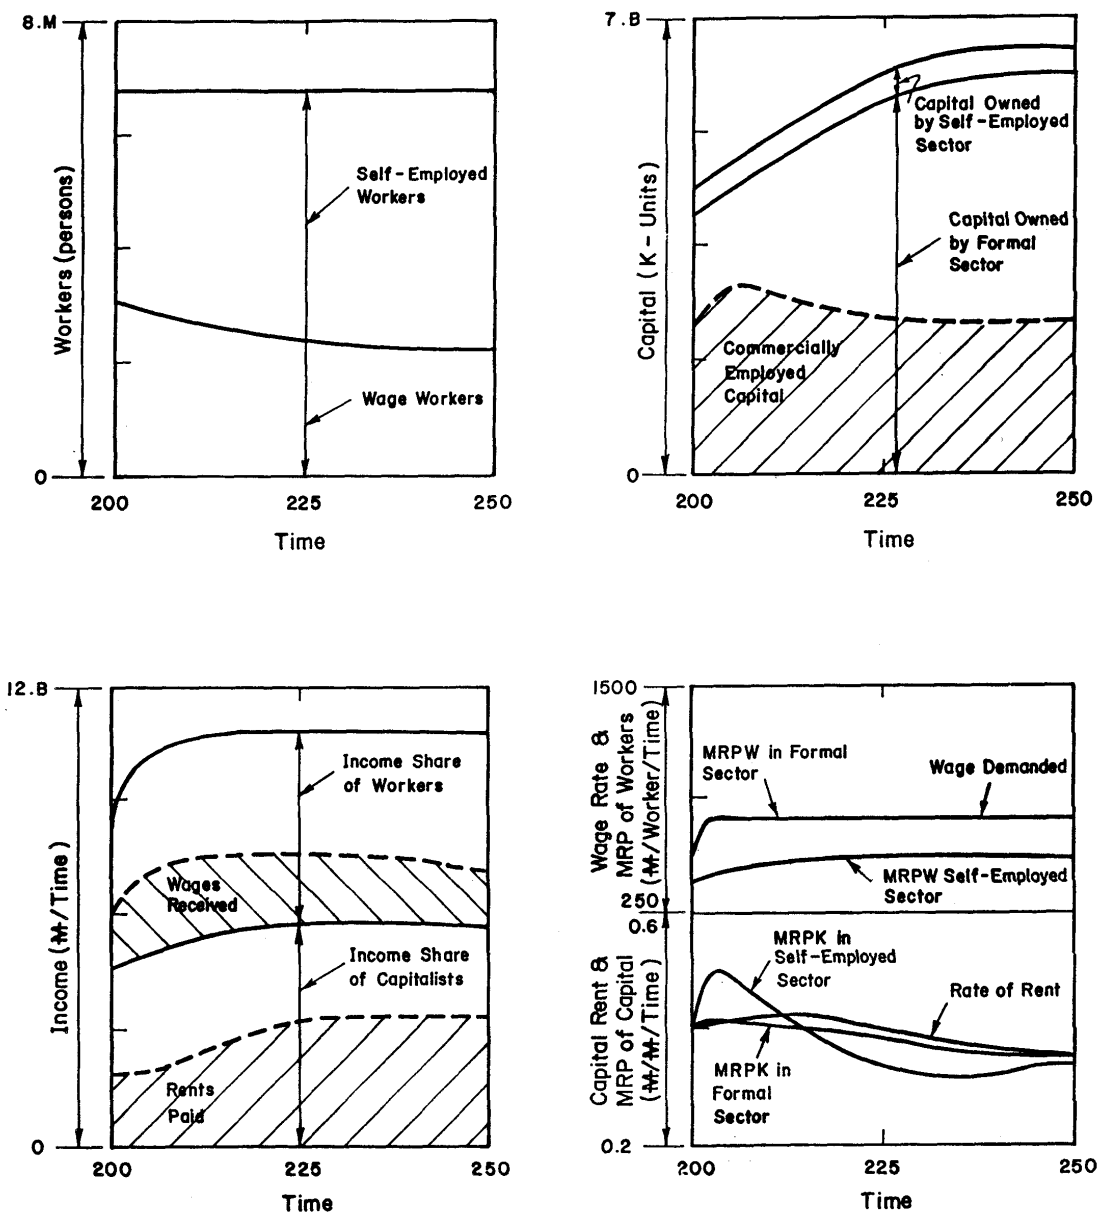 8.M
Workers (persons)
Self-Employed
Workers
Wage Workers
0
200
225
250
Time
7.B
Capital (K-Units)
Capital Owned
by Self-Employed
Sector
Capital Owned
by Formal
Sector
Commercially
Employed
Capital
0
200
225
250
Time
12.B
Income (M/Time)
Income Share
of Workers
Wages
Received
Income Share
of Capitalists
Rents
Paid
0
200
225
250
Time
1500
Wage Rate &
MRP of Workers
(M/Worker/Time)
MRPW in Formal
Sector
Wage Demanded
MRPW Self-Employed
Sector
250
0.6
Capital Rent &
MRP of Capital
(M/M/Time)
MRPK in
Self-Employed
Sector
Rate of Rent
MRPK in
Formal
Sector
0.2
200
225
250
Time